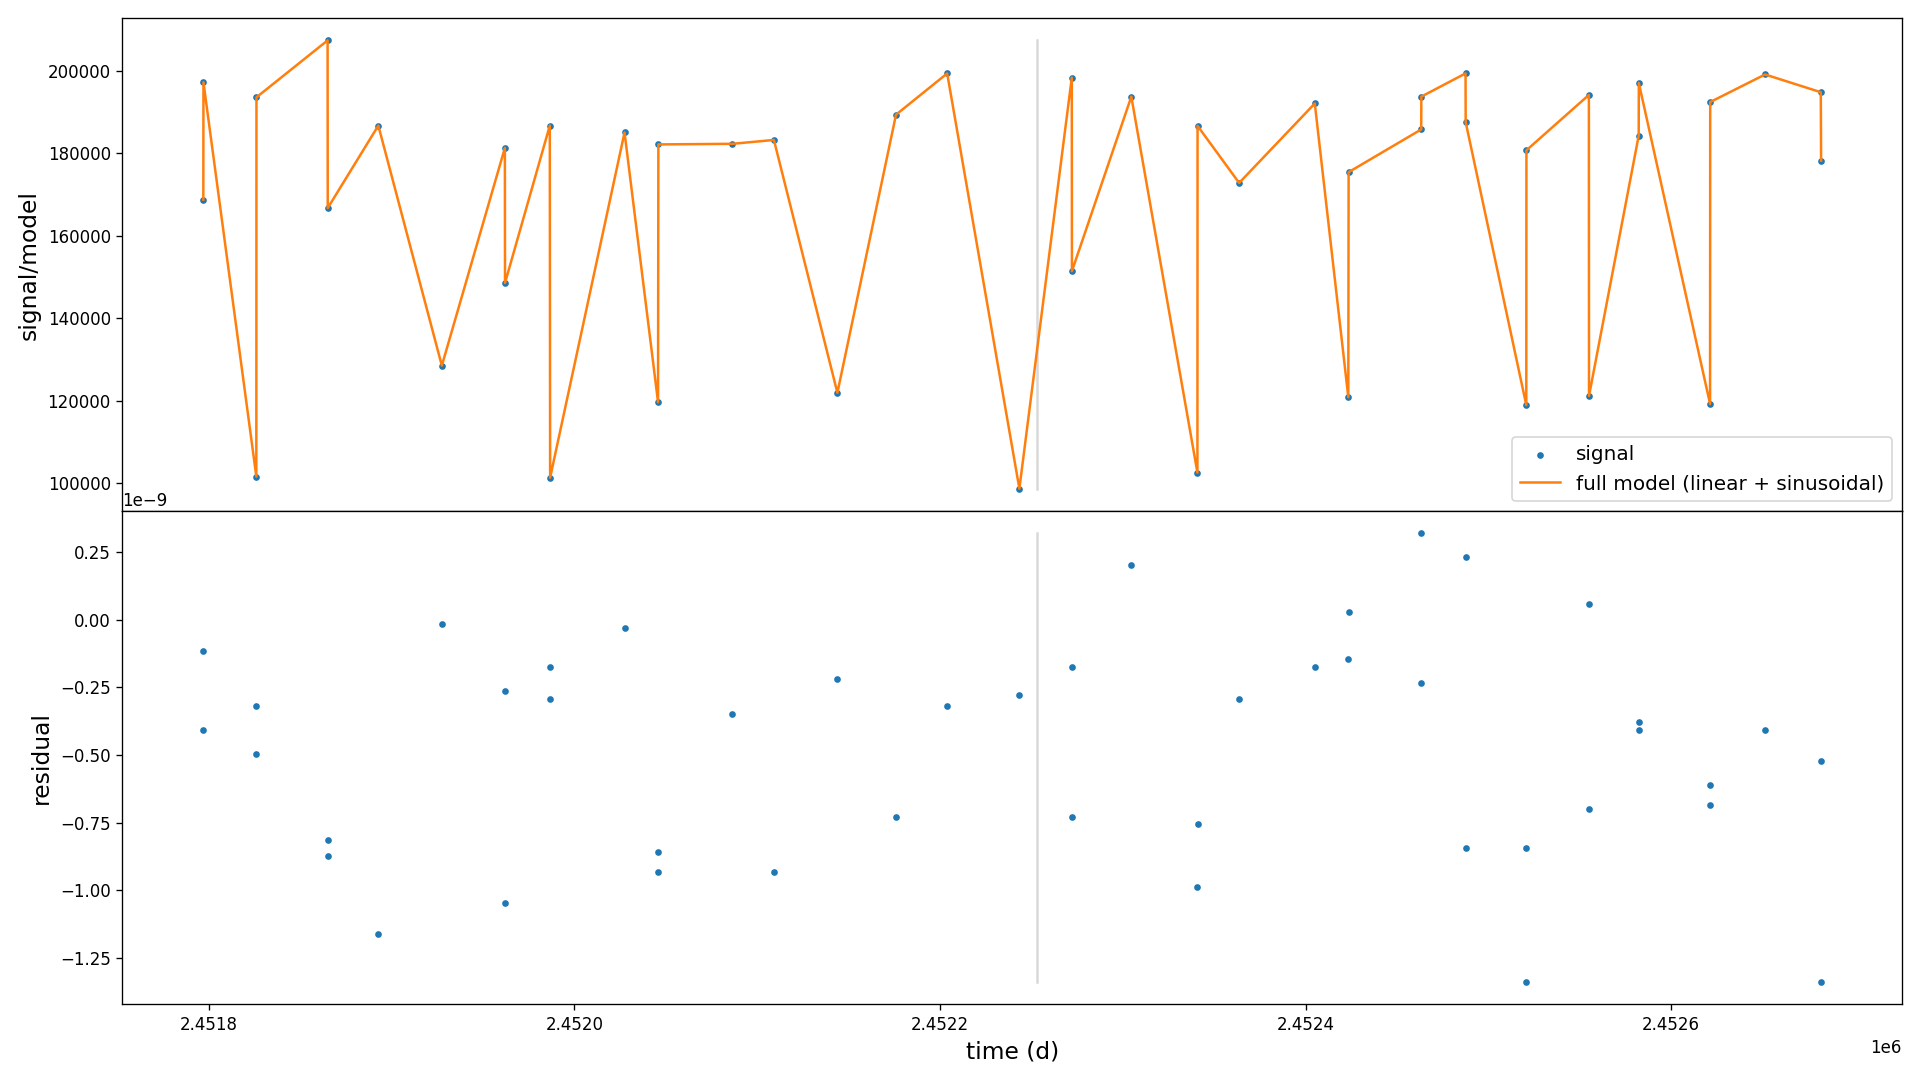 200000
180000
160000
140000
120000
100000
signal/model
signal
full model (linear + sinusoidal)
1e−9
0.25
0.00
−0.25
−0.50
−0.75
−1.00
−1.25
residual
2.4518
2.4520
2.4522
2.4524
2.4526
time (d)
1e6